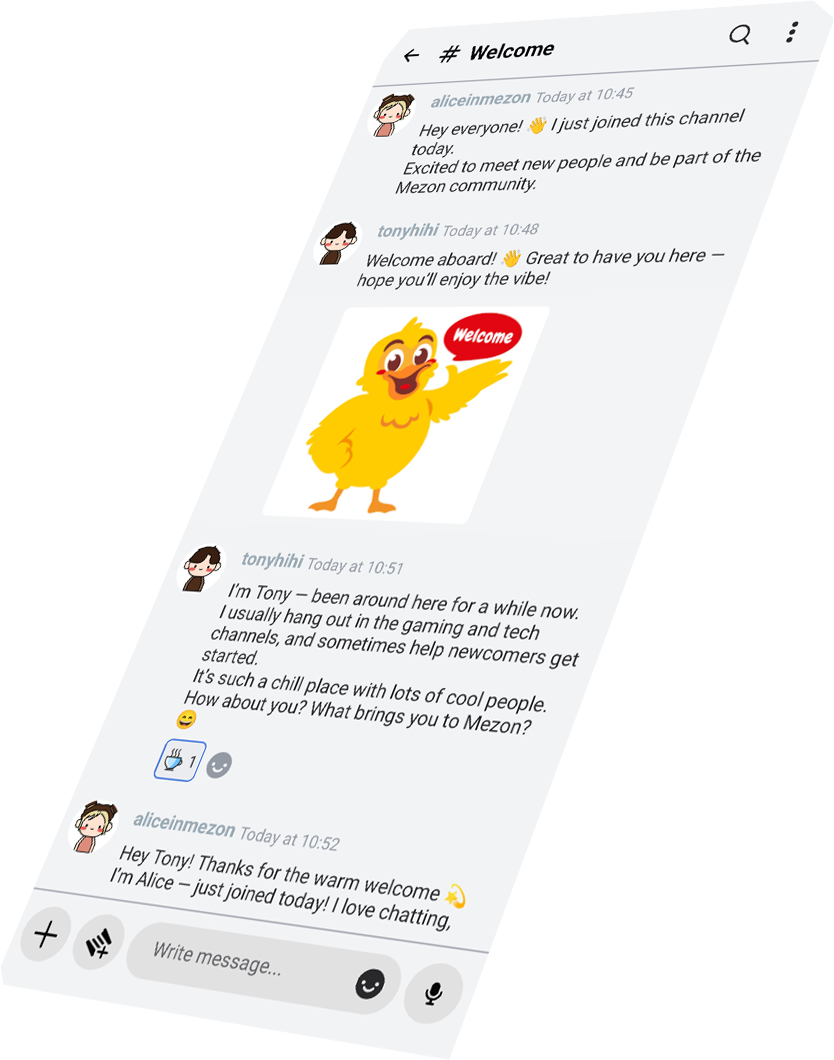 # Welcome
aliceinmezon Today at 10:45
Hey everyone! 👋 I just joined this channel
today.
Excited to meet new people and be part of the
Mezon community.
tonyhihi Today at 10:48
Welcome aboard! 👋 Great to have you here —
hope you'll enjoy the vibe!
Welcome
tonyhihi Today at 10:51
I'm Tony — been around here for a while now.
I usually hang out in the gaming and tech
channels, and sometimes help newcomers get
started.
It's such a chill place with lots of cool people.
How about you? What brings you to Mezon?
😄
1
aliceinmezon Today at 10:52
Hey Tony! Thanks for the warm welcome 💫
I'm Alice — just joined today! I love chatting,
Write message...